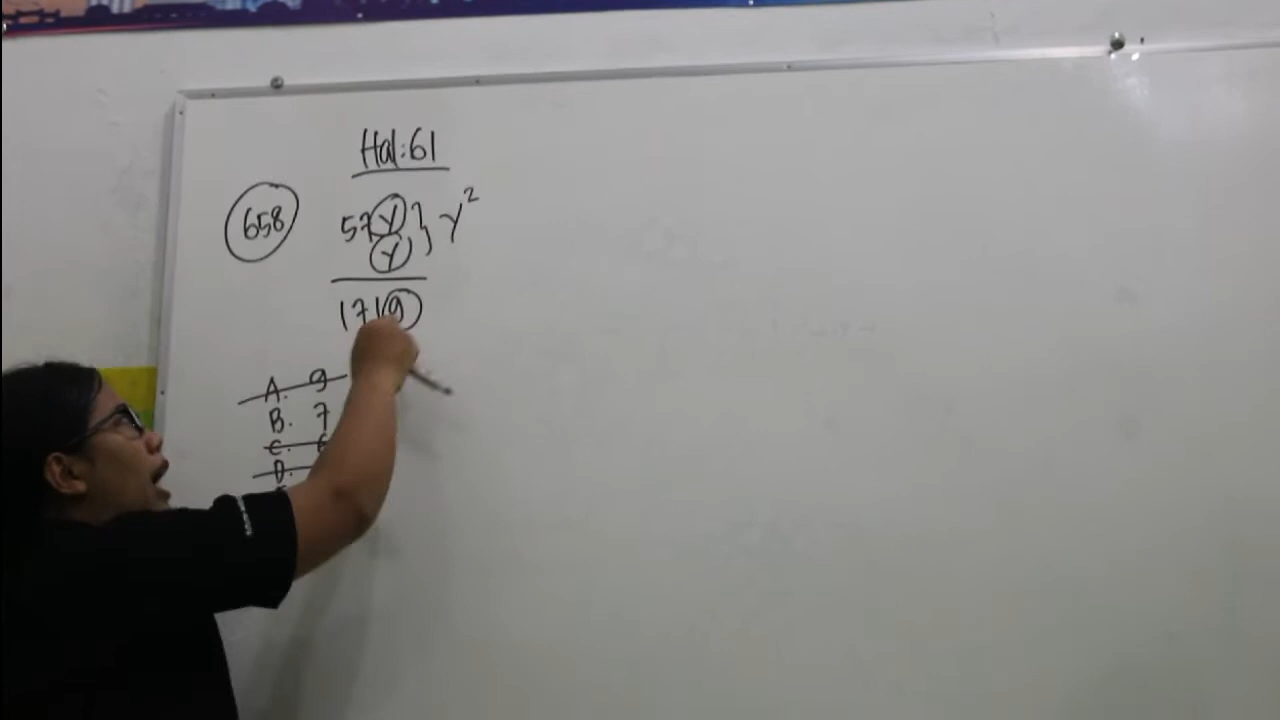 Hal: 61
658
57y } y²
y
1719
A. 9
B. 7
C.
D.